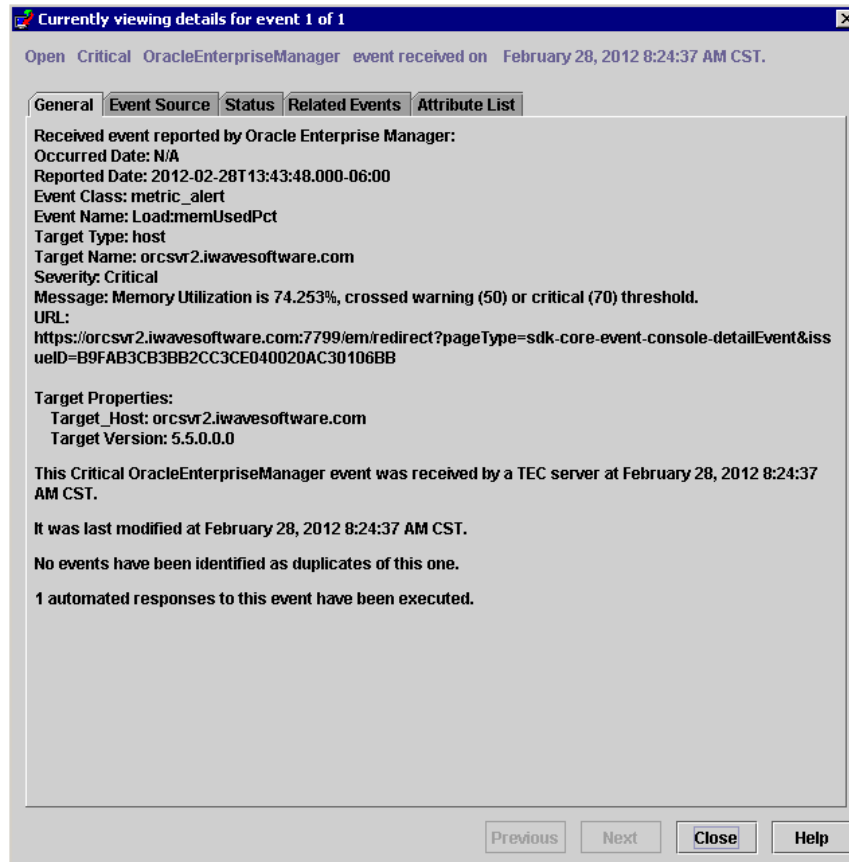 Currently viewing details for event 1 of 1
Open Critical OracleEnterpriseManager event received on February 28, 2012 8:24:37 AM CST.
General Event Source Status Related Events Attribute List
Received event reported by Oracle Enterprise Manager:
Occurred Date: N/A
Reported Date: 2012-02-28T13:43:48.000-06:00
Event Class: metric_alert
Event Name: Load:memUsedPct
Target Type: host
Target Name: orcsvr2.iwavesoftware.com
Severity: Critical
Message: Memory Utilization is 74.253%, crossed warning (50) or critical (70) threshold.
URL:
https://orcsvr2.iwavesoftware.com:7799/em/redirect?pageType=sdk-core-event-console-detailEvent&iss
ueID=B9FAB3CB3BB2CC3CE040020AC30106BB
Target Properties:
Target_Host: orcsvr2.iwavesoftware.com
Target Version: 5.5.0.0.0
This Critical OracleEnterpriseManager event was received by a TEC server at February 28, 2012 8:24:37
AM CST.
It was last modified at February 28, 2012 8:24:37 AM CST.
No events have been identified as duplicates of this one.
1 automated responses to this event have been executed.
Previous Next Close Help